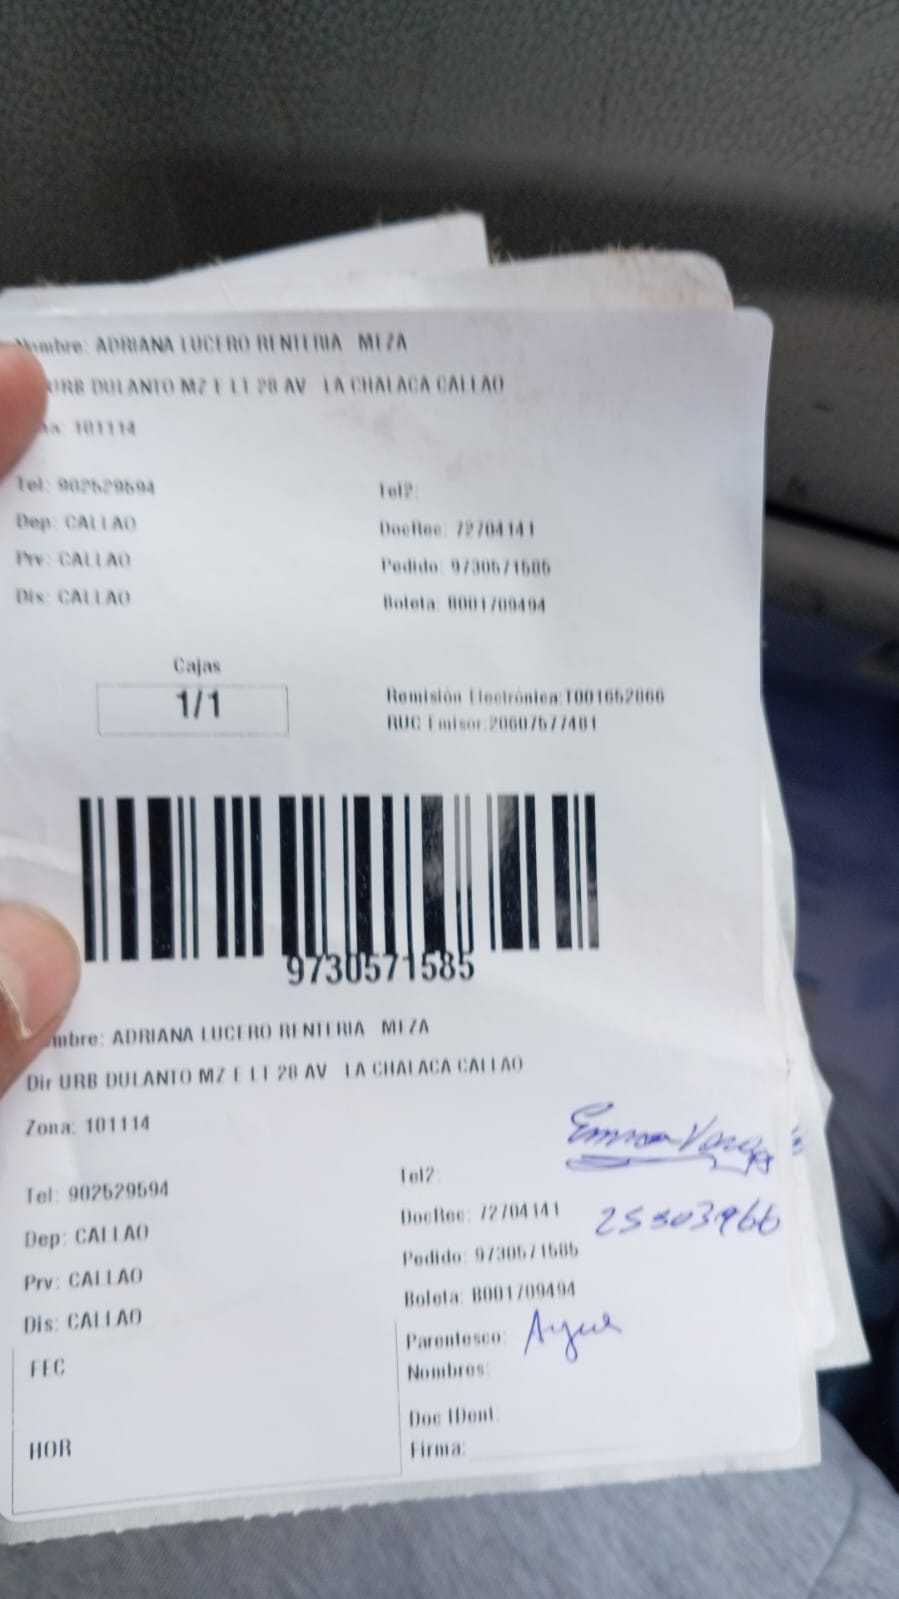 Nombre: ADRIANA LUCERO RENTERIA MEZA
URB DULANTO MZ E LT 28 AV LA CHALACA CALLAO
101114
Tel: 902529594 Tel2:
Dep: CALLAO DocRec: 72704141
Prv: CALLAO Pedido: 9730571585
Dis: CALLAO Boleta: B001709494
Cajas
1/1
Remisión Electrónica:T001652866
RUC Emisor:20607577481
9730571585
mbre: ADRIANA LUCERO RENTERIA MEZA
Dir URB DULANTO MZ E LT 28 AV LA CHALACA CALLAO
Zona: 101114
Tel: 902529594 Tel2:
Dep: CALLAO DocRec: 72704141
25303966
Prv: CALLAO Pedido: 9730571585
Dis: CALLAO Boleta: B001709494
FEC Parentesco:
Nombres:
Doc IDent:
HOR Firma: